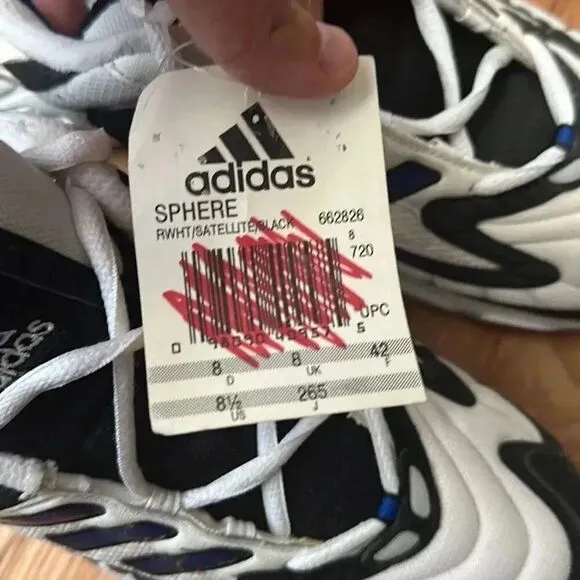 adidas
SPHERE 662826
RWHT/SATELLITE/BLACK 8
720
UPC
0 5
8 8 42
D UK F
8½ 265
US J
adidas